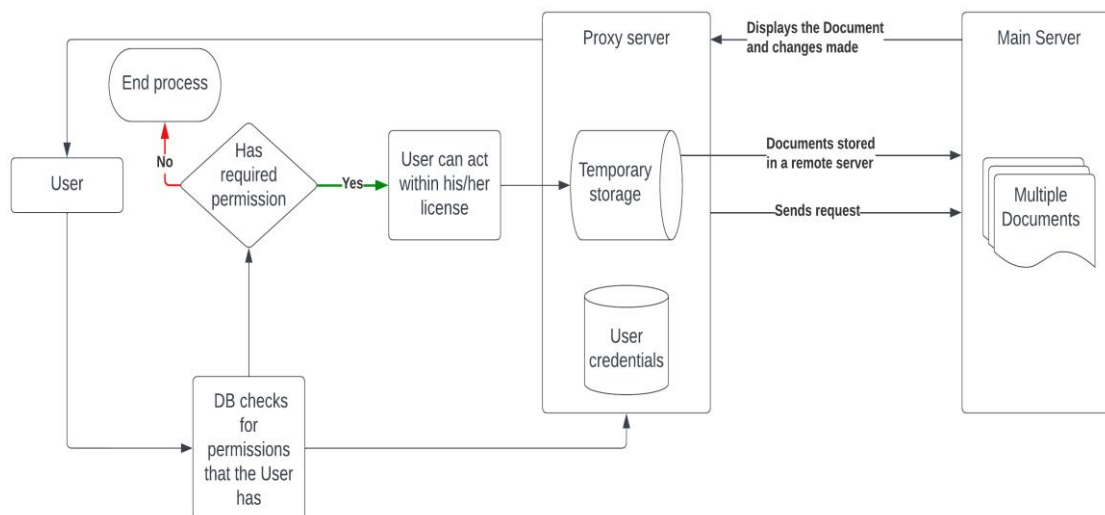 Proxy server
Displays the Document
and changes made
Main Server
End process
No
Has
required
permission
Yes
User can act
within his/her
license
User
Temporary
storage
Documents stored
in a remote server
Sends request
Multiple
Documents
User
credentials
DB checks
for
permissions
that the User
has